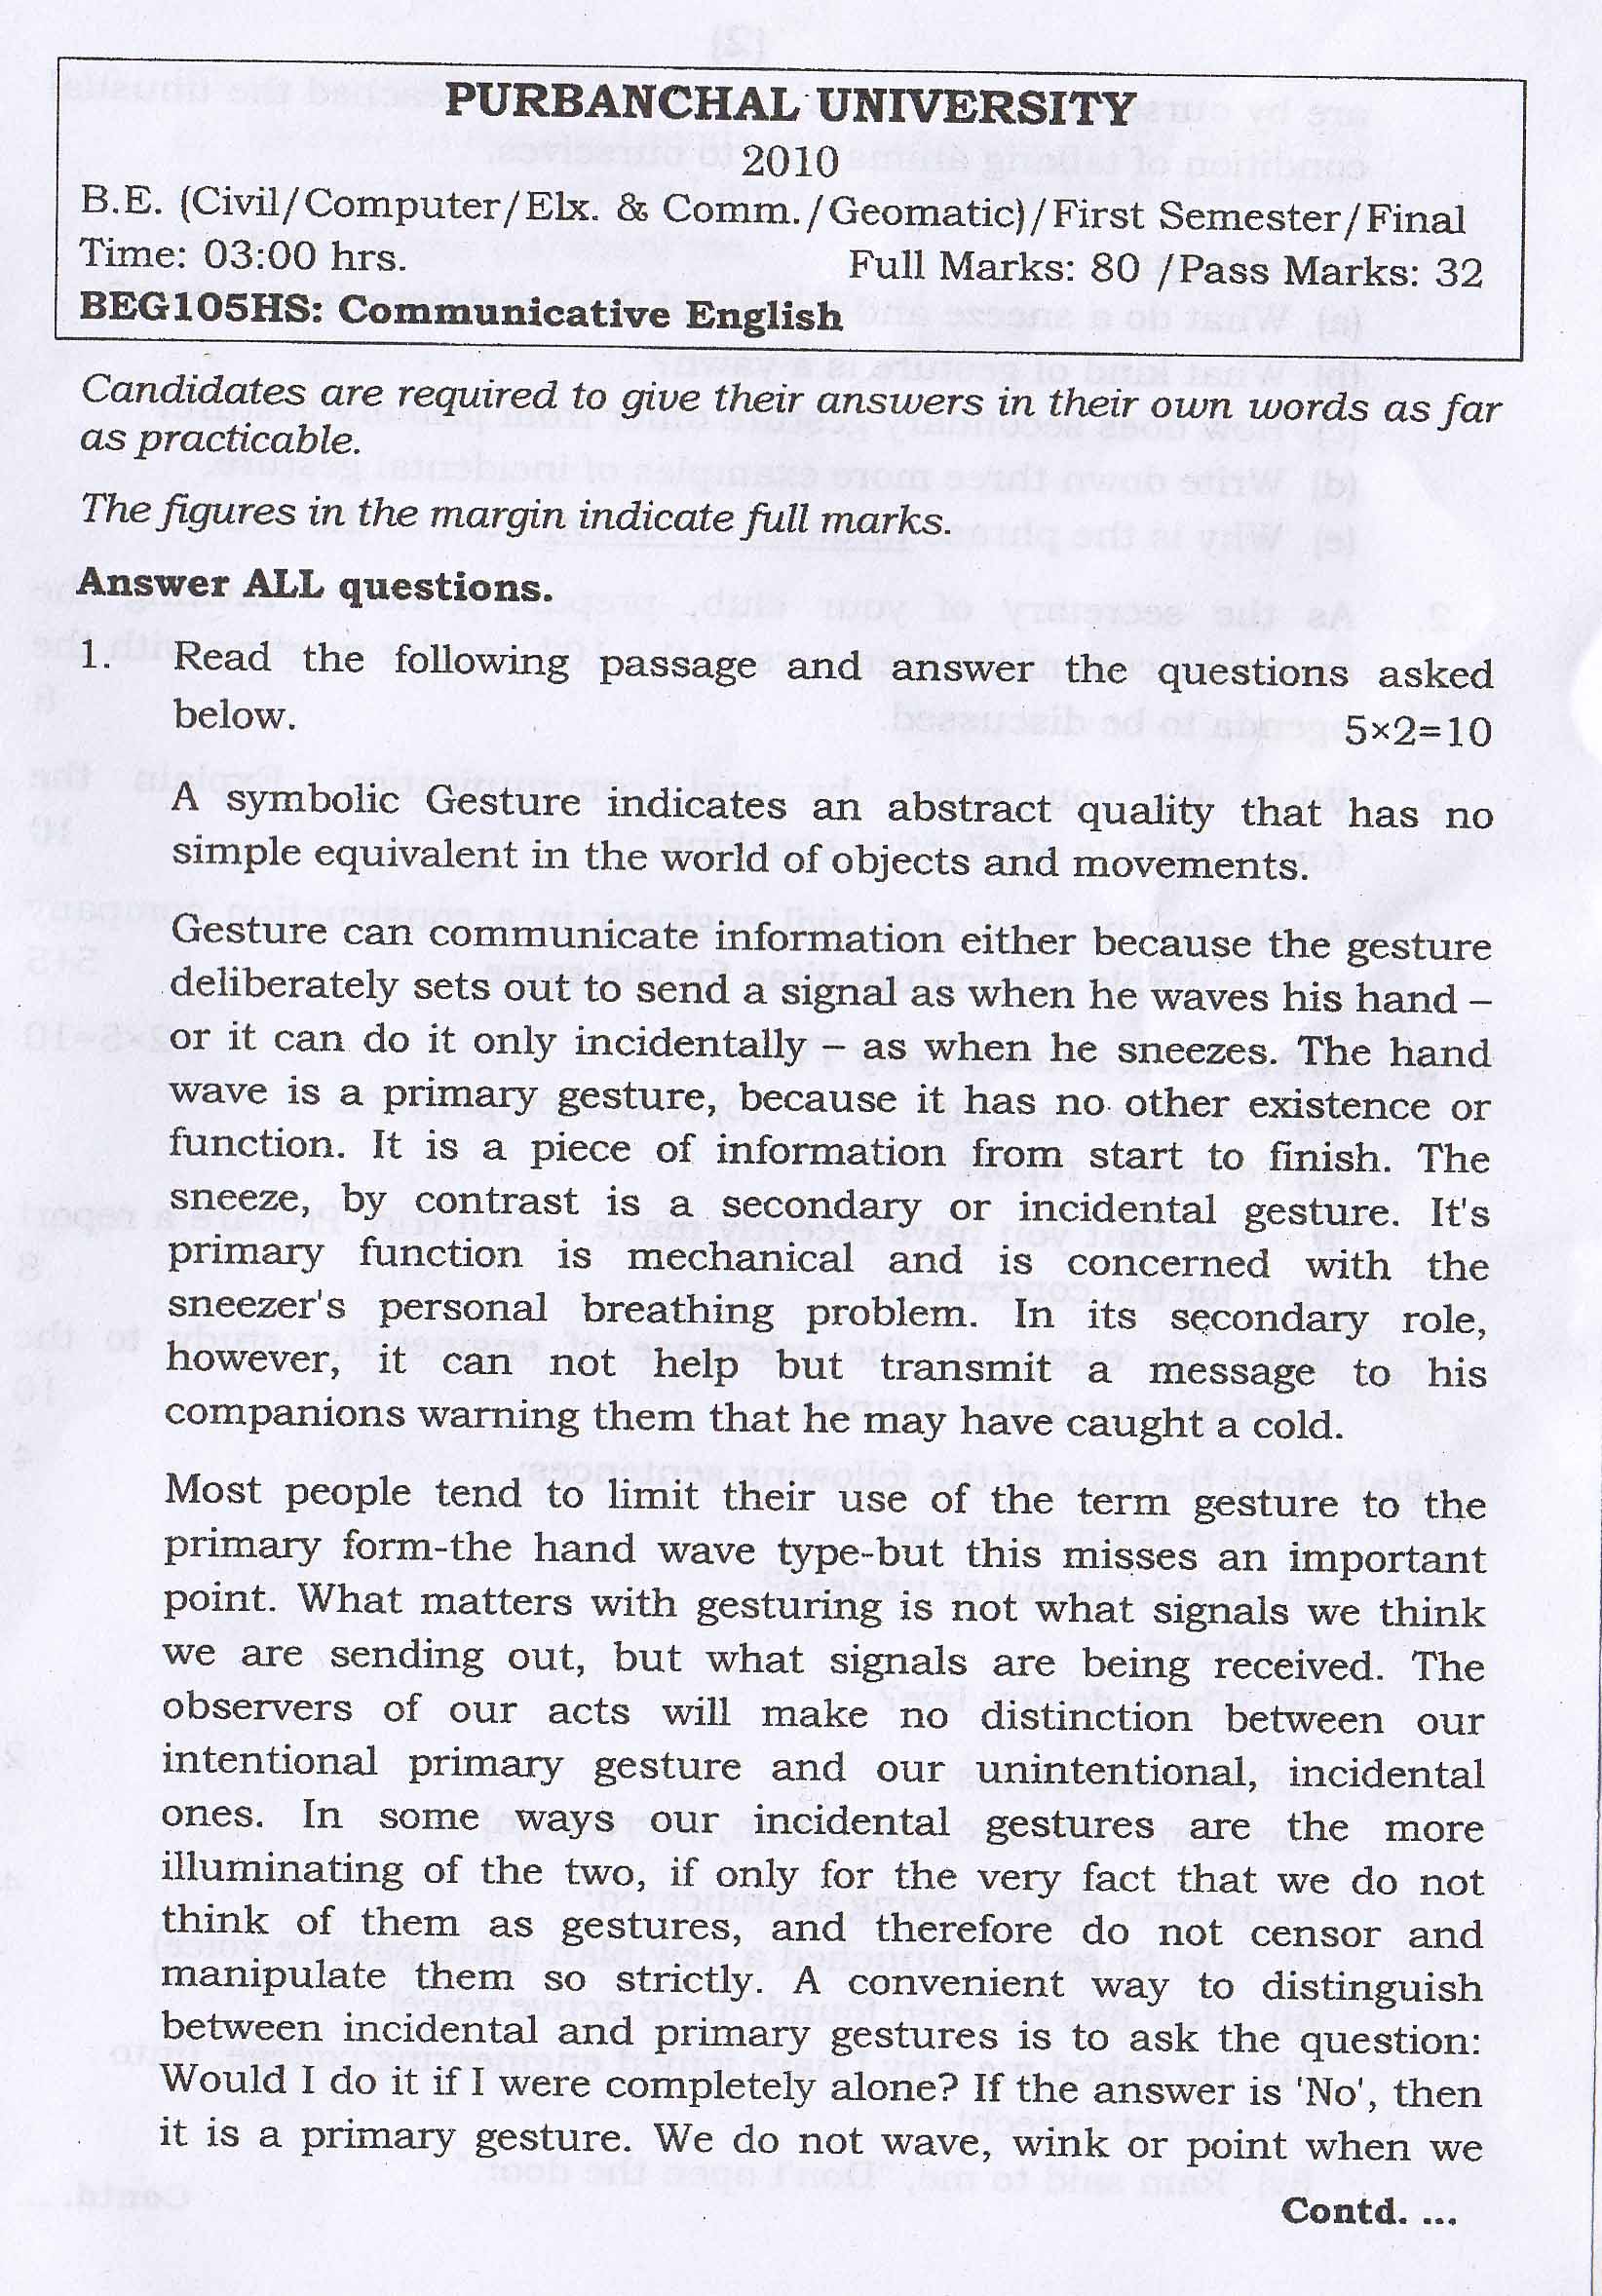 PURBANCHAL UNIVERSITY
2010
B.E. (Civil/Computer/Elx. & Comm./Geomatic)/First Semester/Final
Time: 03:00 hrs. Full Marks: 80 /Pass Marks: 32
BEG105HS: Communicative English
Candidates are required to give their answers in their own words as far
as practicable.
The figures in the margin indicate full marks.
Answer ALL questions.
1. Read the following passage and answer the questions asked
below. 5×2=10
A symbolic Gesture indicates an abstract quality that has no
simple equivalent in the world of objects and movements.
Gesture can communicate information either because the gesture
deliberately sets out to send a signal as when he waves his hand –
or it can do it only incidentally – as when he sneezes. The hand
wave is a primary gesture, because it has no other existence or
function. It is a piece of information from start to finish. The
sneeze, by contrast is a secondary or incidental gesture. It's
primary function is mechanical and is concerned with the
sneezer's personal breathing problem. In its secondary role,
however, it can not help but transmit a message to his
companions warning them that he may have caught a cold.
Most people tend to limit their use of the term gesture to the
primary form-the hand wave type-but this misses an important
point. What matters with gesturing is not what signals we think
we are sending out, but what signals are being received. The
observers of our acts will make no distinction between our
intentional primary gesture and our unintentional, incidental
ones. In some ways our incidental gestures are the more
illuminating of the two, if only for the very fact that we do not
think of them as gestures, and therefore do not censor and
manipulate them so strictly. A convenient way to distinguish
between incidental and primary gestures is to ask the question:
Would I do it if I were completely alone? If the answer is 'No', then
it is a primary gesture. We do not wave, wink or point when we
Contd. ...